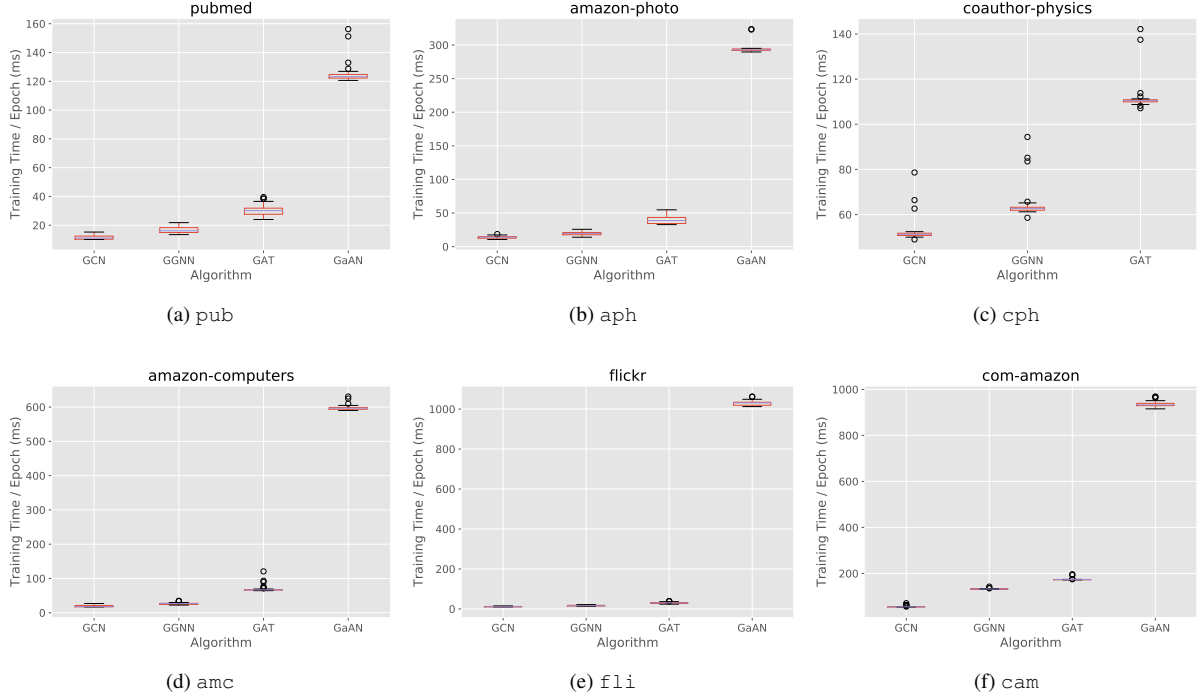 pubmed
160
140
120
100
80
60
40
20
Training Time / Epoch (ms)
GCN GGNN GAT GaAN
Algorithm
(a) pub
amazon-photo
300
250
200
150
100
50
0
Training Time / Epoch (ms)
GCN GGNN GAT GaAN
Algorithm
(b) aph
coauthor-physics
140
120
100
80
60
Training Time / Epoch (ms)
GCN GGNN GAT
Algorithm
(c) cph
amazon-computers
600
500
400
300
200
100
0
Training Time / Epoch (ms)
GCN GGNN GAT GaAN
Algorithm
(d) amc
flickr
1000
800
600
400
200
0
Training Time / Epoch (ms)
GCN GGNN GAT GaAN
Algorithm
(e) fli
com-amazon
1000
800
600
400
200
Training Time / Epoch (ms)
GCN GGNN GAT GaAN
Algorithm
(f) cam